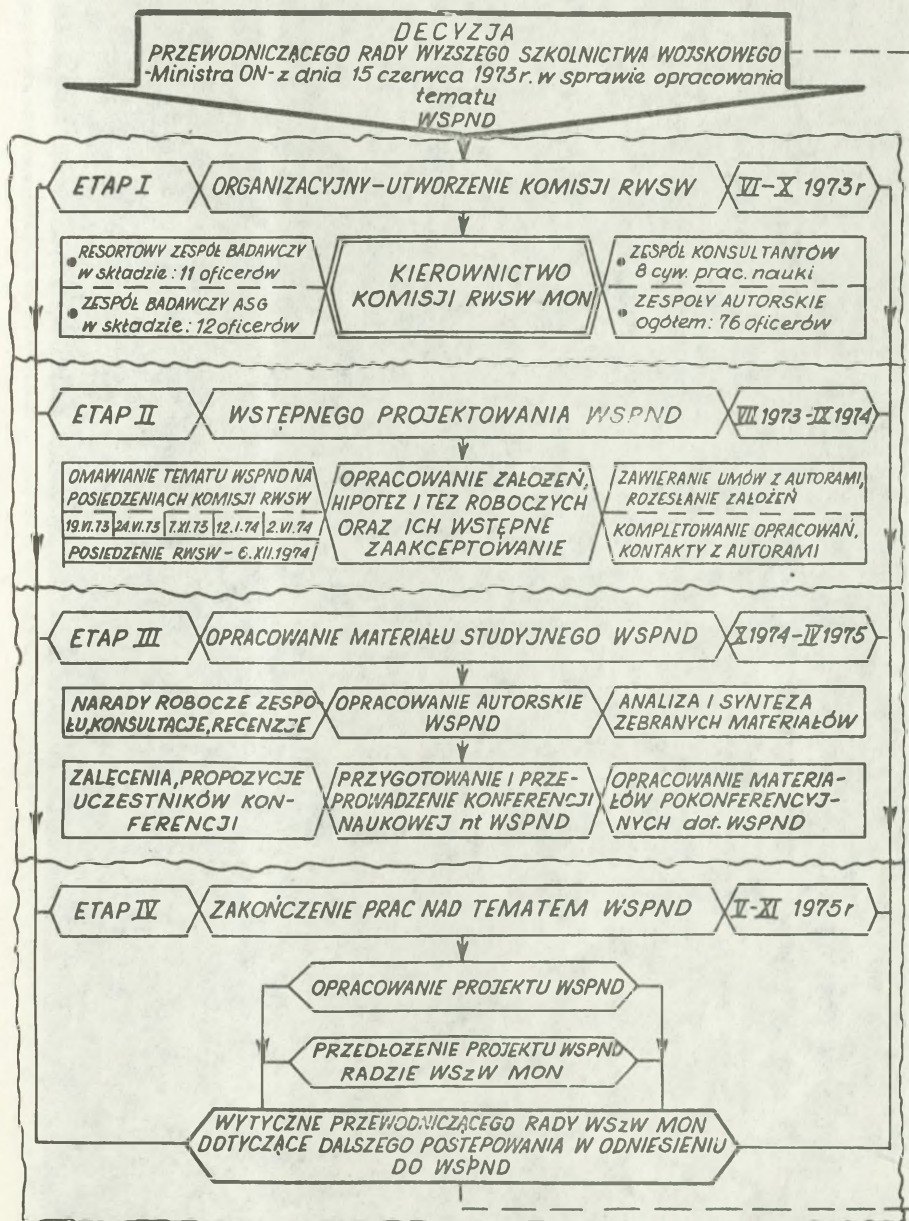 DECYZJA
PRZEWODNICZĄCEGO RADY WYZSZEGO SZKOLNICTWA WOJSKOWEGO
-Ministra ON- z dnia 15 czerwca 1973r. w sprawie opracowania
tematu
WSPND
ETAP I
ORGANIZACYJNY-UTWORZENIE KOMISJI RWSW
VI-X 1973r
RESORTOWY ZESPÓŁ BADAWCZY
w składzie: 11 oficerów
ZESPÓŁ BADAWCZY ASG
w składzie: 12 oficerów
KIEROWNICTWO
KOMISJI RWSW MON
ZESPÓŁ KONSULTANTÓW
8 cyw. prac. nauki
ZESPOŁY AUTORSKIE
ogółem: 76 oficerów
ETAP II
WSTĘPNEGO PROJEKTOWANIA WSPND
VII 1973-IX 1974
OMAWIANIE TEMATU WSPND NA
POSIEDZENIACH KOMISJI RWSW
19.VI.73 24.VI.73 7.XI.73 12.I.74 2.VI.74
POSIEDZENIE RWSW - 6.XII.1974
OPRACOWANIE ZAŁOŻEŃ,
HIPOTEZ I TEZ ROBOCZYCH
ORAZ ICH WSTĘPNE
ZAAKCEPTOWANIE
ZAWIERANIE UMÓW Z AUTORAMI,
ROZESŁANIE ZAŁOŻEŃ
KOMPLETOWANIE OPRACOWAŃ,
KONTAKTY Z AUTORAMI
ETAP III
OPRACOWANIE MATERIAŁU STUDYJNEGO WSPND
X 1974-IV 1975
NARADY ROBOCZE ZESPO-
ŁU, KONSULTACJE, RECENZJE
OPRACOWANIE AUTORSKIE
WSPND
ANALIZA I SYNTEZA
ZEBRANYCH MATERIAŁÓW
ZALECENIA, PROPOZYCJE
UCZESTNIKÓW KON-
FERENCJI
PRZYGOTOWANIE I PRZE-
PROWADZENIE KONFERENCJI
NAUKOWEJ nt WSPND
OPRACOWANIE MATERIA-
ŁÓW POKONFERENCYJ-
NYCH dot. WSPND
ETAP IV
ZAKOŃCZENIE PRAC NAD TEMATEM WSPND
V-XI 1975r
OPRACOWANIE PROJEKTU WSPND
PRZEDŁOŻENIE PROJEKTU WSPND
RADZIE WSzW MON
WYTYCZNE PRZEWODNICZĄCEGO RADY WSzW MON
DOTYCZĄCE DALSZEGO POSTEPOWANIA W ODNIESIENIU
DO WSPND